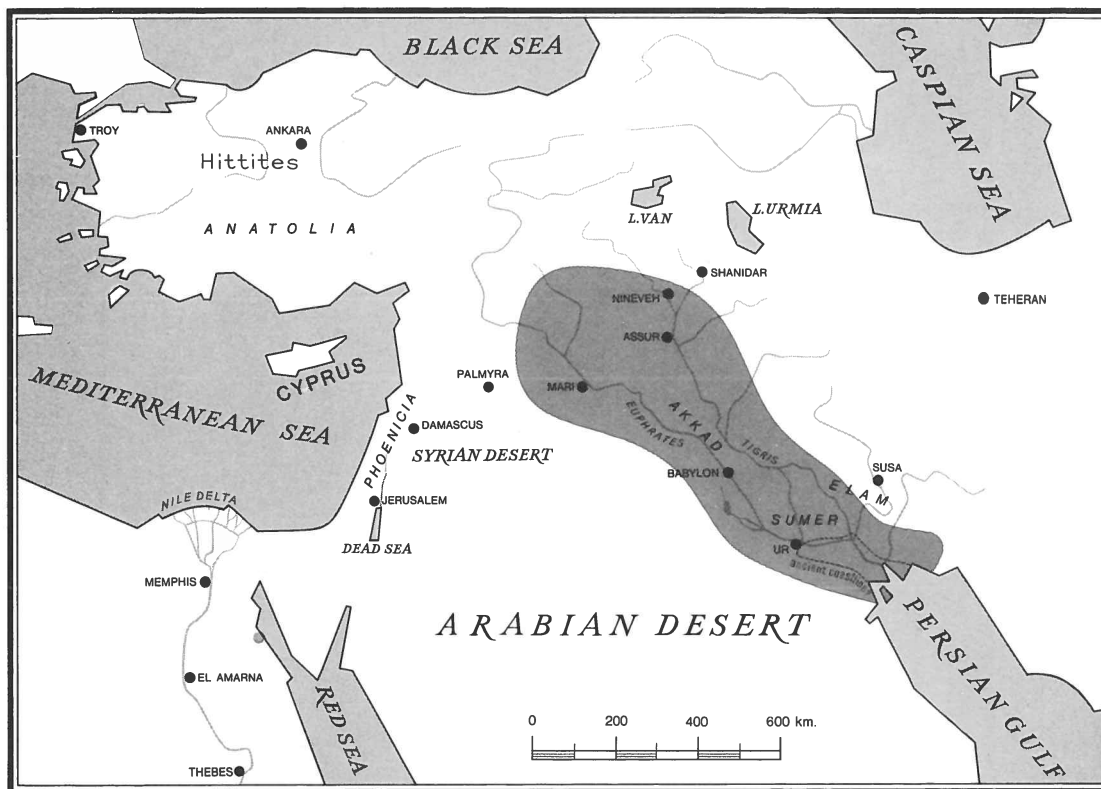 BLACK SEA
CASPIAN SEA
TROY
ANKARA
Hittites
L.VAN
L.URMIA
ANATOLIA
SHANIDAR
NINEVEH
TEHERAN
ASSUR
CYPRUS
MEDITERRANEAN SEA
PALMYRA
MARI
AKKAD
EUPHRATES
PHOENICIA
DAMASCUS
SYRIAN DESERT
TIGRIS
BABYLON
SUSA
ELAM
NILE DELTA
JERUSALEM
SUMER
DEAD SEA
UR
ancient coastline
MEMPHIS
ARABIAN DESERT
PERSIAN GULF
EL AMARNA
RED SEA
0 200 400 600 km.
THEBES